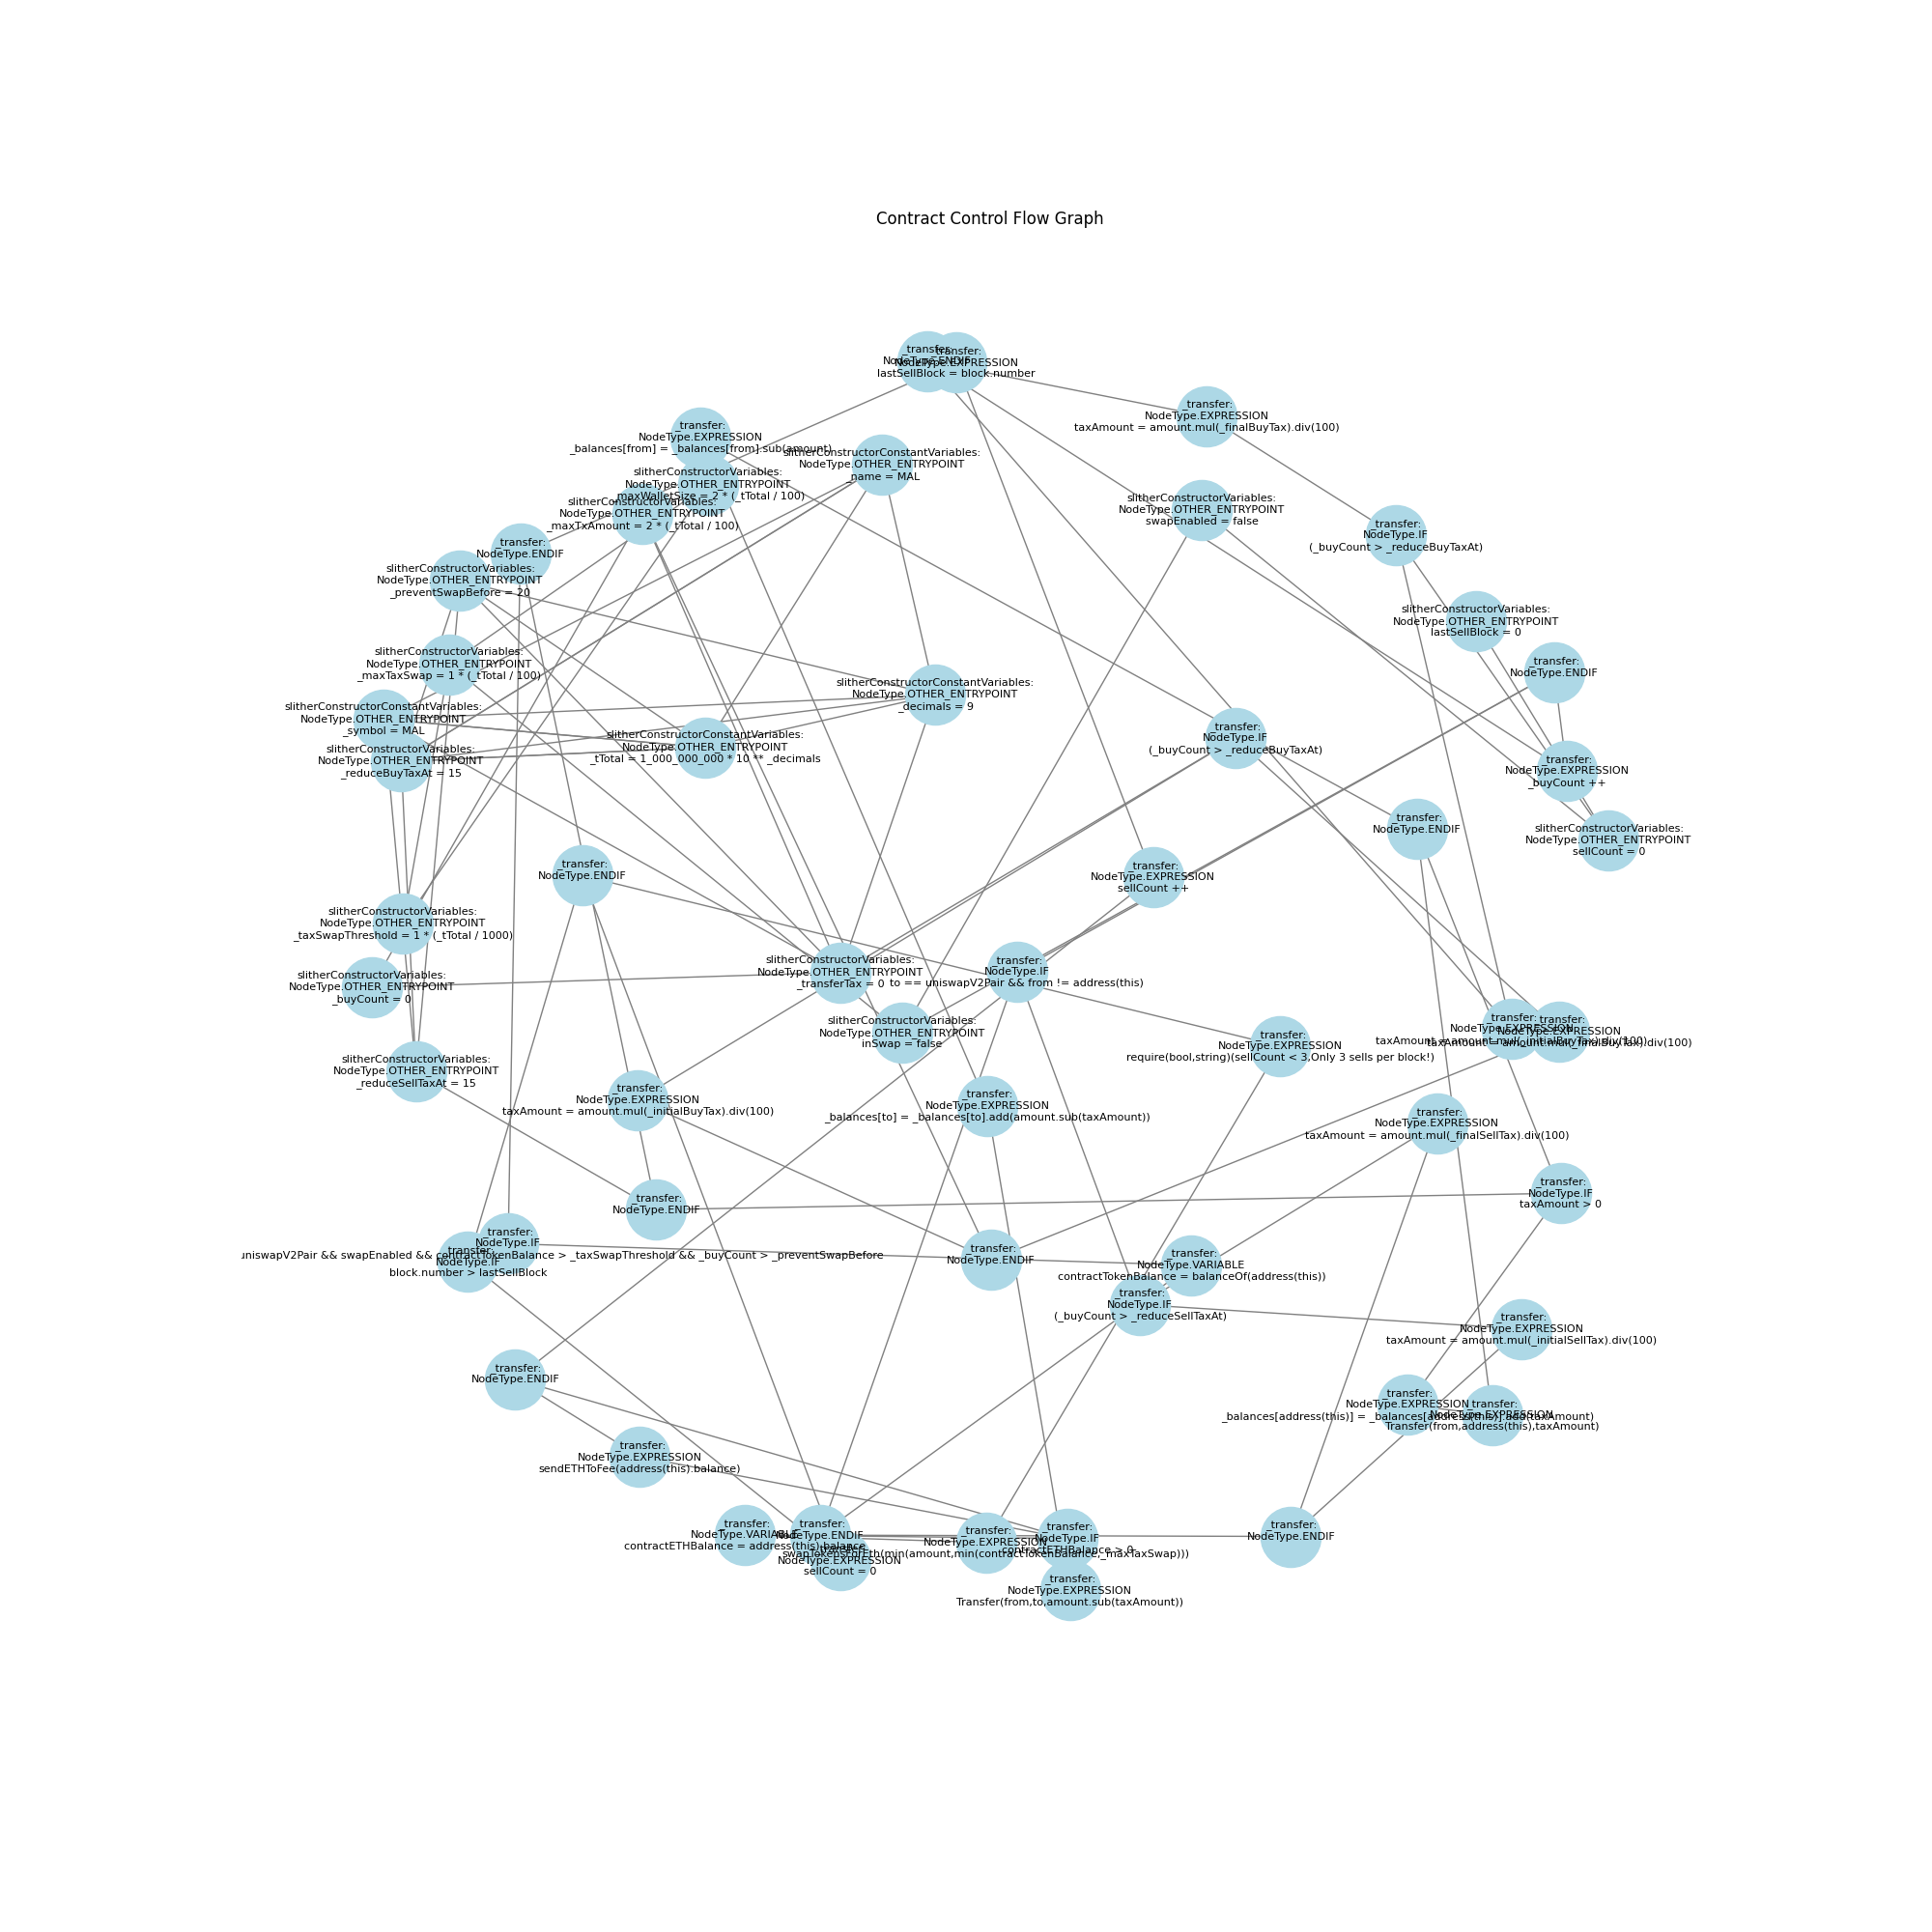 Contract Control Flow Graph
_transfer:
NodeType.ENDIF
_transfer:
NodeType.EXPRESSION
lastSellBlock = block.number
_transfer:
NodeType.EXPRESSION
taxAmount = amount.mul(_finalBuyTax).div(100)
_transfer:
NodeType.EXPRESSION
_balances[from] = _balances[from].sub(amount)
slitherConstructorConstantVariables:
NodeType.OTHER_ENTRYPOINT
_name = MAL
slitherConstructorVariables:
NodeType.OTHER_ENTRYPOINT
_maxWalletSize = 2 * (_tTotal / 100)
slitherConstructorVariables:
NodeType.OTHER_ENTRYPOINT
_maxTxAmount = 2 * (_tTotal / 100)
slitherConstructorVariables:
NodeType.OTHER_ENTRYPOINT
swapEnabled = false
_transfer:
NodeType.IF
(_buyCount > _reduceBuyTaxAt)
_transfer:
NodeType.ENDIF
slitherConstructorVariables:
NodeType.OTHER_ENTRYPOINT
_preventSwapBefore = 20
slitherConstructorVariables:
NodeType.OTHER_ENTRYPOINT
lastSellBlock = 0
_transfer:
NodeType.ENDIF
slitherConstructorVariables:
NodeType.OTHER_ENTRYPOINT
_maxTaxSwap = 1 * (_tTotal / 100)
slitherConstructorConstantVariables:
NodeType.OTHER_ENTRYPOINT
_decimals = 9
slitherConstructorConstantVariables:
NodeType.OTHER_ENTRYPOINT
_symbol = MAL
slitherConstructorVariables:
NodeType.OTHER_ENTRYPOINT
_reduceBuyTaxAt = 15
slitherConstructorConstantVariables:
NodeType.OTHER_ENTRYPOINT
_tTotal = 1_000_000_000 * 10 ** _decimals
_transfer:
NodeType.IF
(_buyCount > _reduceBuyTaxAt)
_transfer:
NodeType.EXPRESSION
_buyCount ++
_transfer:
NodeType.ENDIF
slitherConstructorVariables:
NodeType.OTHER_ENTRYPOINT
sellCount = 0
_transfer:
NodeType.ENDIF
_transfer:
NodeType.EXPRESSION
sellCount ++
slitherConstructorVariables:
NodeType.OTHER_ENTRYPOINT
_taxSwapThreshold = 1 * (_tTotal / 1000)
slitherConstructorVariables:
NodeType.OTHER_ENTRYPOINT
_buyCount = 0
slitherConstructorVariables:
NodeType.OTHER_ENTRYPOINT
_transferTax = 0
_transfer:
NodeType.IF
to == uniswapV2Pair && from != address(this)
slitherConstructorVariables:
NodeType.OTHER_ENTRYPOINT
inSwap = false
_transfer:
NodeType.EXPRESSION
require(bool,string)(sellCount < 3,Only 3 sells per block!)
_transfer:
NodeType.EXPRESSION
taxAmount = amount.mul(_initialBuyTax).div(100)
_transfer:
NodeType.EXPRESSION
taxAmount = amount.mul(_finalBuyTax).div(100)
slitherConstructorVariables:
NodeType.OTHER_ENTRYPOINT
_reduceSellTaxAt = 15
_transfer:
NodeType.EXPRESSION
taxAmount = amount.mul(_initialBuyTax).div(100)
_transfer:
NodeType.EXPRESSION
_balances[to] = _balances[to].add(amount.sub(taxAmount))
_transfer:
NodeType.EXPRESSION
taxAmount = amount.mul(_finalSellTax).div(100)
_transfer:
NodeType.ENDIF
_transfer:
NodeType.IF
taxAmount > 0
_transfer:
NodeType.IF
uniswapV2Pair && swapEnabled && contractTokenBalance > _taxSwapThreshold && _buyCount > _preventSwapBefore
_transfer:
NodeType.IF
block.number > lastSellBlock
_transfer:
NodeType.ENDIF
_transfer:
NodeType.VARIABLE
contractTokenBalance = balanceOf(address(this))
_transfer:
NodeType.IF
(_buyCount > _reduceSellTaxAt)
_transfer:
NodeType.EXPRESSION
taxAmount = amount.mul(_initialSellTax).div(100)
_transfer:
NodeType.ENDIF
_transfer:
NodeType.EXPRESSION
_balances[address(this)] = _balances[address(this)].add(taxAmount)
_transfer:
NodeType.EXPRESSION
Transfer(from,address(this),taxAmount)
_transfer:
NodeType.EXPRESSION
sendETHToFee(address(this).balance)
_transfer:
NodeType.VARIABLE
contractETHBalance = address(this).balance
_transfer:
NodeType.ENDIF
_transfer:
NodeType.EXPRESSION
sellCount = 0
_transfer:
NodeType.EXPRESSION
swapTokensForEth(min(amount,min(contractTokenBalance,_maxTaxSwap)))
_transfer:
NodeType.IF
contractETHBalance > 0
_transfer:
NodeType.ENDIF
_transfer:
NodeType.EXPRESSION
Transfer(from,to,amount.sub(taxAmount))